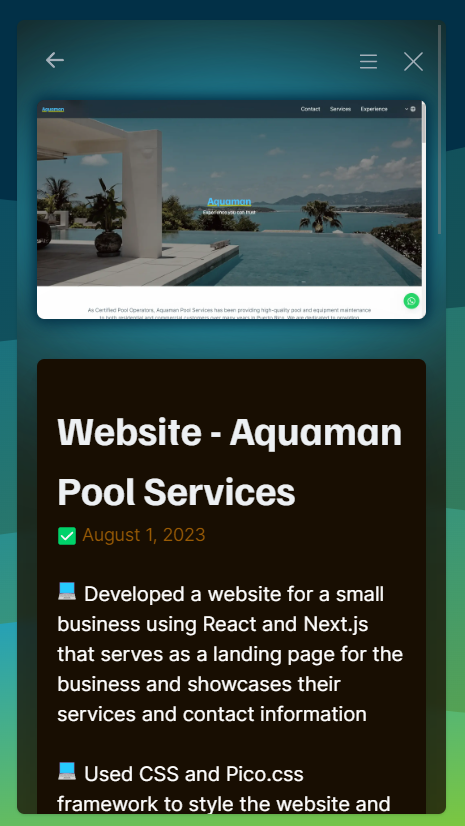 Aquaman
Contact Services Experience
Aquaman
Experience you can trust
As Certified Pool Operators, Aquaman Pool Services has been providing high-quality pool and equipment maintenance
to both residential and commercial customers over many years in Puerto Rico. We are dedicated to providing
Website - Aquaman
Pool Services
✅ August 1, 2023
💻 Developed a website for a small
business using React and Next.js
that serves as a landing page for the
business and showcases their
services and contact information
💻 Used CSS and Pico.css
framework to style the website and